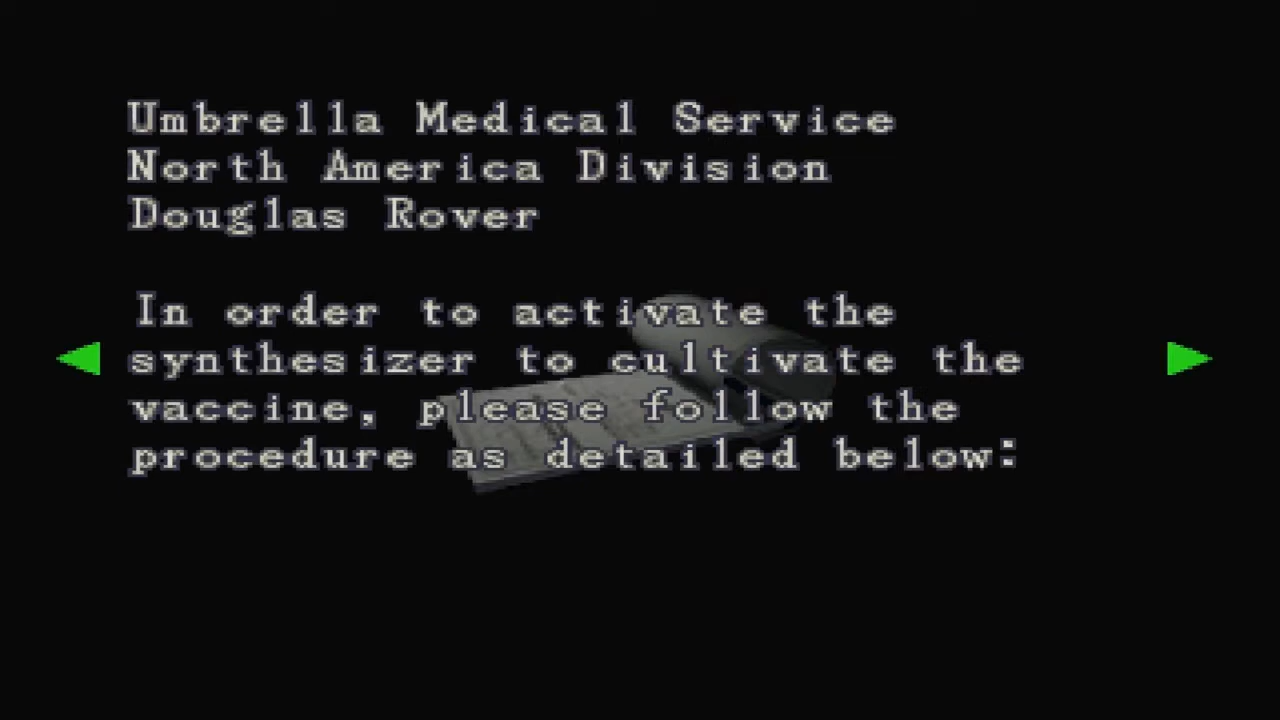 Umbrella Medical Service
North America Division
Douglas Rover
In order to activate the
synthesizer to cultivate the
vaccine, please follow the
procedure as detailed below: